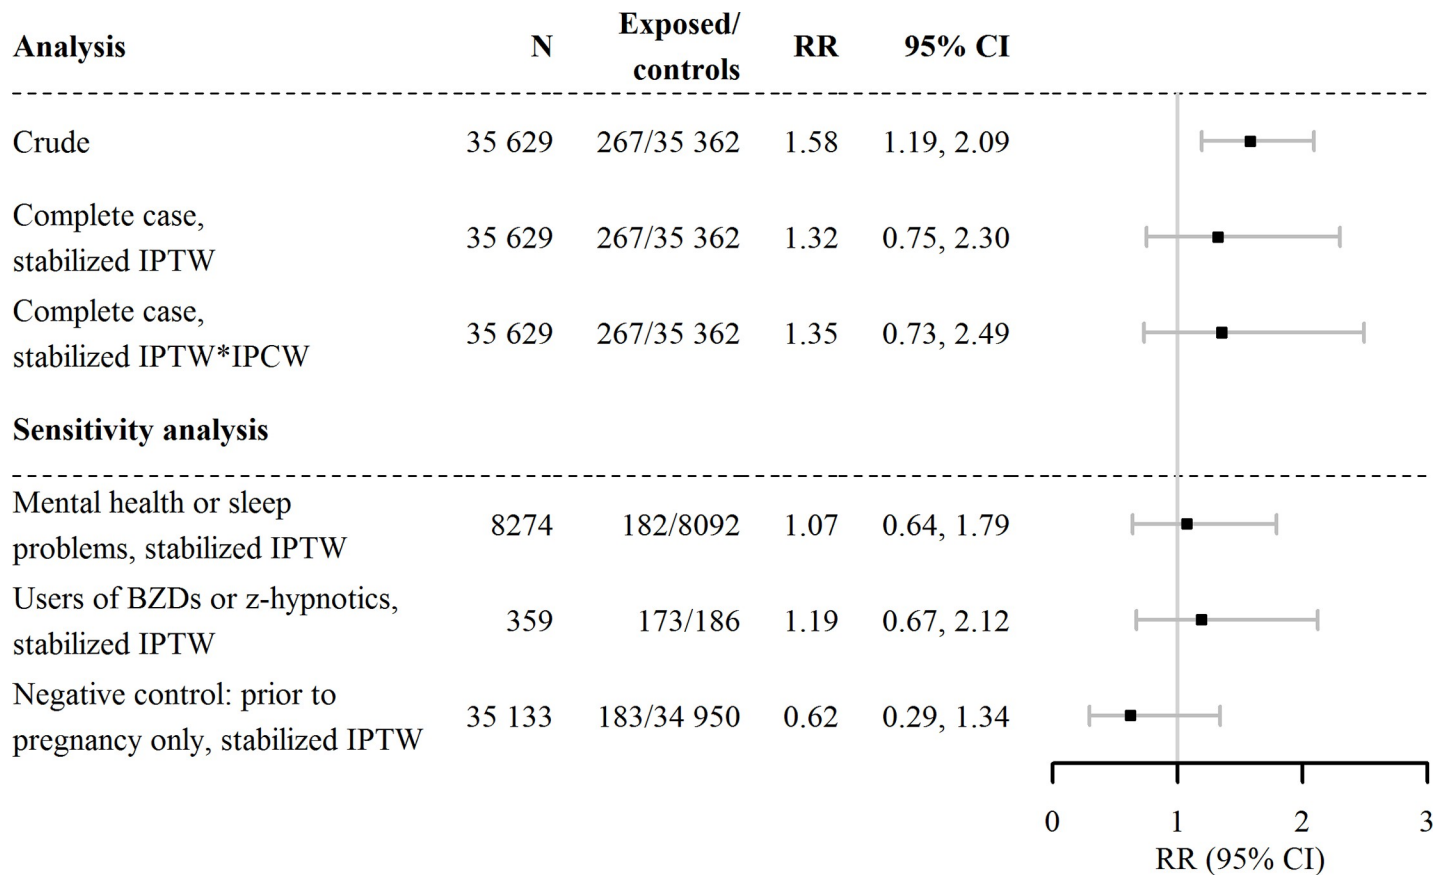 Analysis N Exposed/ controls RR 95% CI
Crude 35 629 267/35 362 1.58 1.19, 2.09
Complete case,
stabilized IPTW 35 629 267/35 362 1.32 0.75, 2.30
Complete case,
stabilized IPTW*IPCW 35 629 267/35 362 1.35 0.73, 2.49
Sensitivity analysis
Mental health or sleep
problems, stabilized IPTW 8274 182/8092 1.07 0.64, 1.79
Users of BZDs or z-hypnotics,
stabilized IPTW 359 173/186 1.19 0.67, 2.12
Negative control: prior to
pregnancy only, stabilized IPTW 35 133 183/34 950 0.62 0.29, 1.34
0 1 2 3
RR (95% CI)